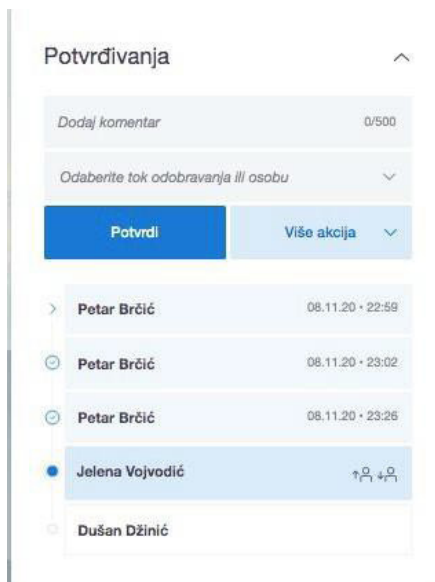 Potvrđivanja
Dodaj komentar 0/500
Odaberite tok odobravanja ili osobu
Potvrdi Više akcija
Petar Brčić 08.11.20 • 22:59
Petar Brčić 08.11.20 • 23:02
Petar Brčić 08.11.20 • 23:26
Jelena Vojvodić
Dušan Džinić